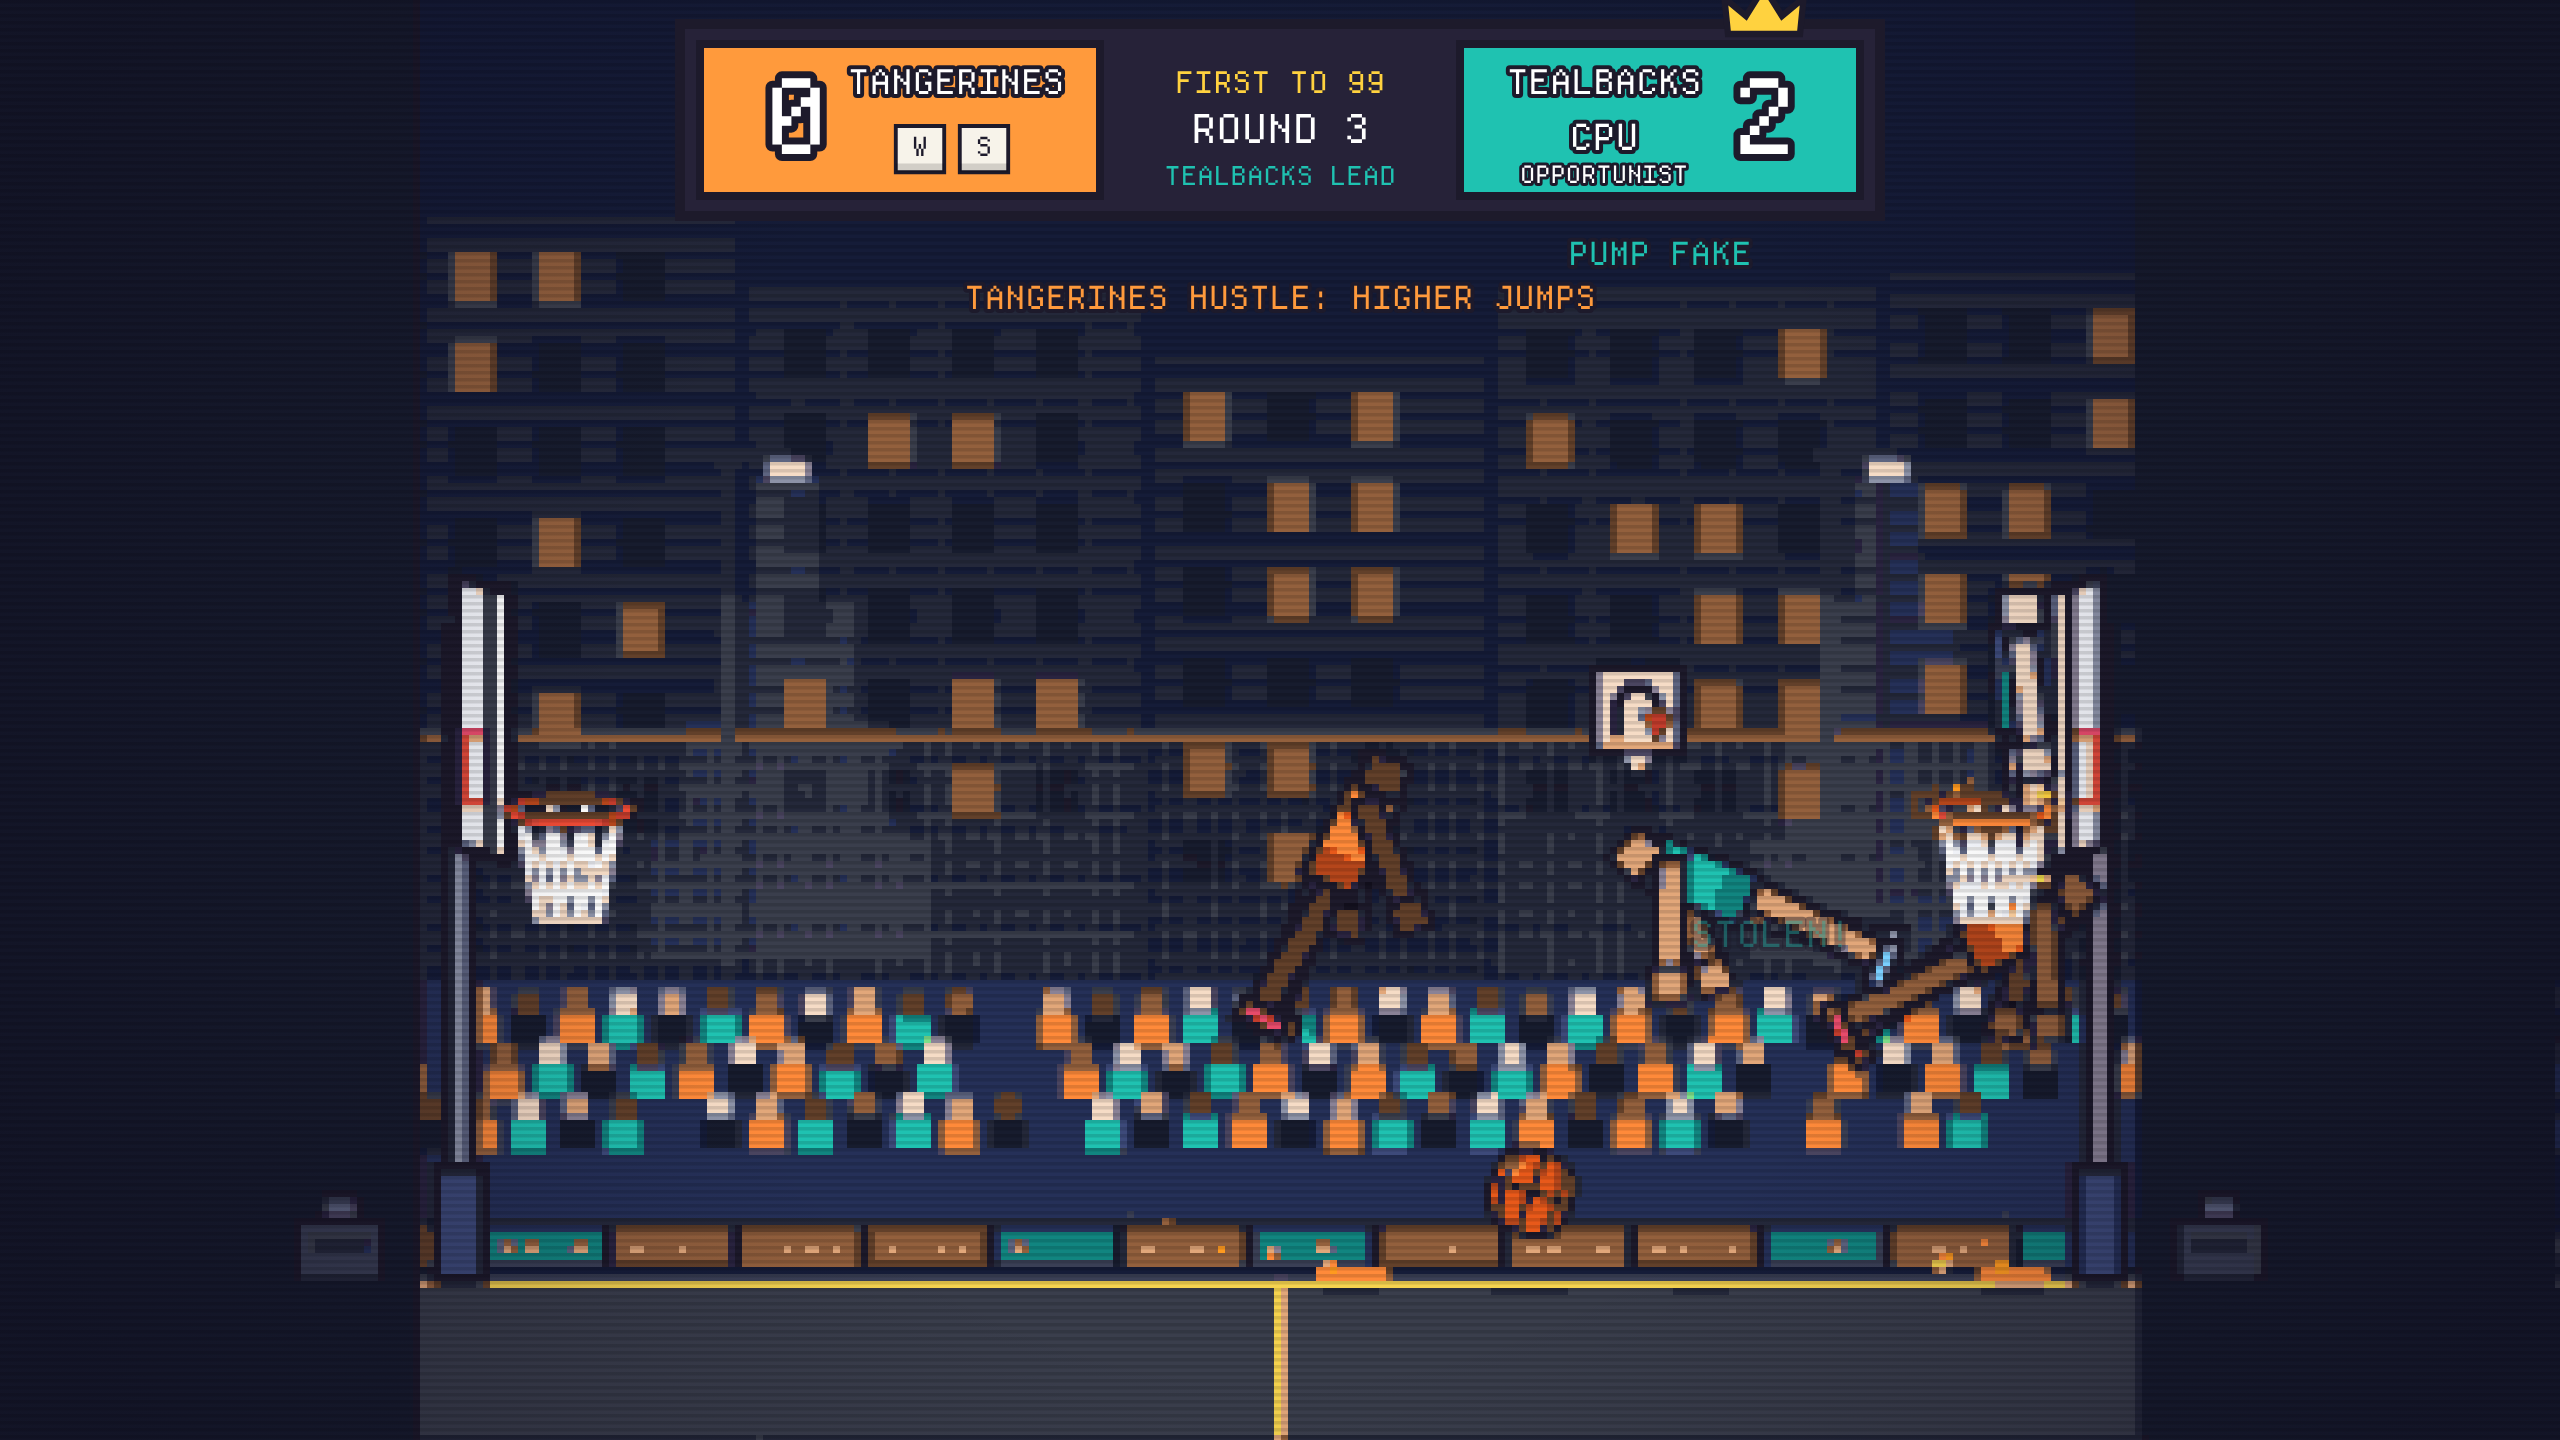 0
TANGERINES
W S
FIRST TO 99
ROUND 3
TEALBACKS LEAD
TEALBACKS
CPU
OPPORTUNIST
2
PUMP FAKE
TANGERINES HUSTLE: HIGHER JUMPS
STOLEN!